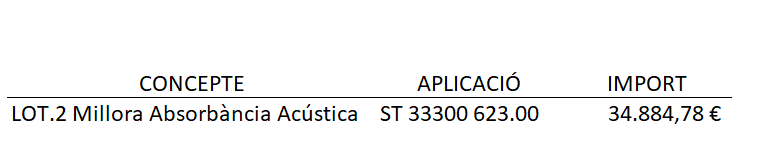 CONCEPTE APLICACIÓ IMPORT
LOT.2 Millora Absorbància Acústica ST 33300 623.00 34.884,78 €